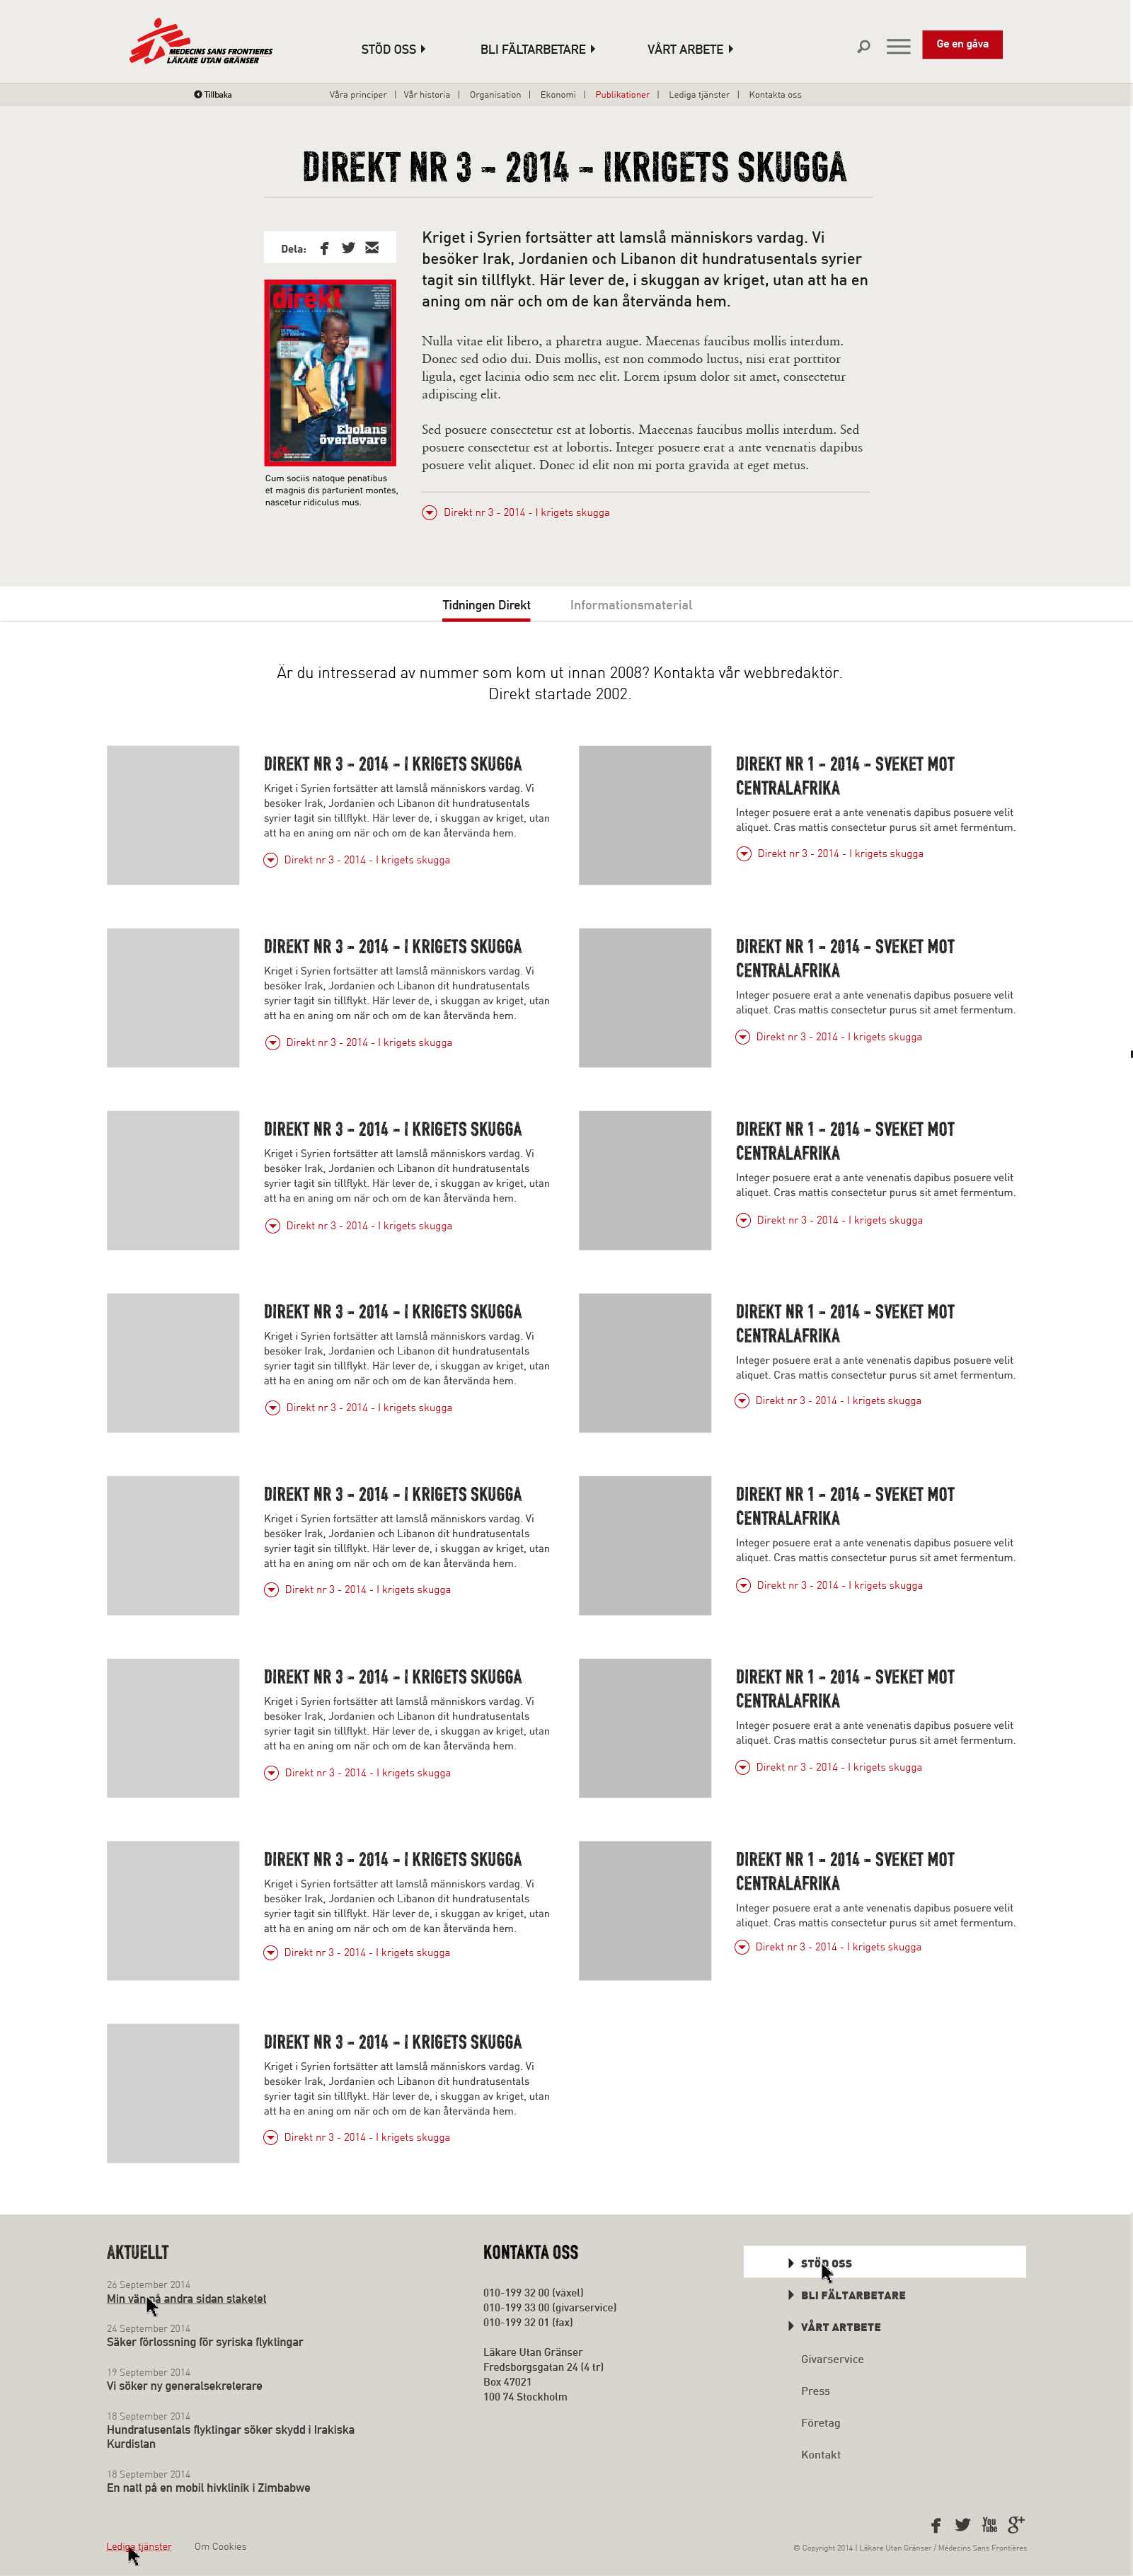 MEDECINS SANS FRONTIERES
LÄKARE UTAN GRÄNSER
STÖD OSS
BLI FÄLTARBETARE
VÅRT ARBETE
Ge en gåva
Tillbaka
Våra principer | Vår historia | Organisation | Ekonomi | Publikationer | Lediga tjänster | Kontakta oss
DIREKT NR 3 - 2014 - IKRIGETS SKUGGA
Dela:
direkt
Ebolans
överlevare
Cum sociis natoque penatibus
et magnis dis parturient montes,
nascetur ridiculus mus.
Kriget i Syrien fortsätter att lamslå människors vardag. Vi
besöker Irak, Jordanien och Libanon dit hundratusentals syrier
tagit sin tillflykt. Här lever de, i skuggan av kriget, utan att ha en
aning om när och om de kan återvända hem.
Nulla vitae elit libero, a pharetra augue. Maecenas faucibus mollis interdum.
Donec sed odio dui. Duis mollis, est non commodo luctus, nisi erat porttitor
ligula, eget lacinia odio sem nec elit. Lorem ipsum dolor sit amet, consectetur
adipiscing elit.
Sed posuere consectetur est at lobortis. Maecenas faucibus mollis interdum. Sed
posuere consectetur est at lobortis. Integer posuere erat a ante venenatis dapibus
posuere velit aliquet. Donec id elit non mi porta gravida at eget metus.
Direkt nr 3 - 2014 - I krigets skugga
Tidningen Direkt
Informationsmaterial
Är du intresserad av nummer som kom ut innan 2008? Kontakta vår webbredaktör.
Direkt startade 2002.
DIREKT NR 3 - 2014 - I KRIGETS SKUGGA
Kriget i Syrien fortsätter att lamslå människors vardag. Vi
besöker Irak, Jordanien och Libanon dit hundratusentals
syrier tagit sin tillflykt. Här lever de, i skuggan av kriget, utan
att ha en aning om när och om de kan återvända hem.
Direkt nr 3 - 2014 - I krigets skugga
DIREKT NR 1 - 2014 - SVEKET MOT
CENTRALAFRIKA
Integer posuere erat a ante venenatis dapibus posuere velit
aliquet. Cras mattis consectetur purus sit amet fermentum.
Direkt nr 3 - 2014 - I krigets skugga
DIREKT NR 3 - 2014 - I KRIGETS SKUGGA
Kriget i Syrien fortsätter att lamslå människors vardag. Vi
besöker Irak, Jordanien och Libanon dit hundratusentals
syrier tagit sin tillflykt. Här lever de, i skuggan av kriget, utan
att ha en aning om när och om de kan återvända hem.
Direkt nr 3 - 2014 - I krigets skugga
DIREKT NR 1 - 2014 - SVEKET MOT
CENTRALAFRIKA
Integer posuere erat a ante venenatis dapibus posuere velit
aliquet. Cras mattis consectetur purus sit amet fermentum.
Direkt nr 3 - 2014 - I krigets skugga
DIREKT NR 3 - 2014 - I KRIGETS SKUGGA
Kriget i Syrien fortsätter att lamslå människors vardag. Vi
besöker Irak, Jordanien och Libanon dit hundratusentals
syrier tagit sin tillflykt. Här lever de, i skuggan av kriget, utan
att ha en aning om när och om de kan återvända hem.
Direkt nr 3 - 2014 - I krigets skugga
DIREKT NR 1 - 2014 - SVEKET MOT
CENTRALAFRIKA
Integer posuere erat a ante venenatis dapibus posuere velit
aliquet. Cras mattis consectetur purus sit amet fermentum.
Direkt nr 3 - 2014 - I krigets skugga
DIREKT NR 3 - 2014 - I KRIGETS SKUGGA
Kriget i Syrien fortsätter att lamslå människors vardag. Vi
besöker Irak, Jordanien och Libanon dit hundratusentals
syrier tagit sin tillflykt. Här lever de, i skuggan av kriget, utan
att ha en aning om när och om de kan återvända hem.
Direkt nr 3 - 2014 - I krigets skugga
DIREKT NR 1 - 2014 - SVEKET MOT
CENTRALAFRIKA
Integer posuere erat a ante venenatis dapibus posuere velit
aliquet. Cras mattis consectetur purus sit amet fermentum.
Direkt nr 3 - 2014 - I krigets skugga
DIREKT NR 3 - 2014 - I KRIGETS SKUGGA
Kriget i Syrien fortsätter att lamslå människors vardag. Vi
besöker Irak, Jordanien och Libanon dit hundratusentals
syrier tagit sin tillflykt. Här lever de, i skuggan av kriget, utan
att ha en aning om när och om de kan återvända hem.
Direkt nr 3 - 2014 - I krigets skugga
DIREKT NR 1 - 2014 - SVEKET MOT
CENTRALAFRIKA
Integer posuere erat a ante venenatis dapibus posuere velit
aliquet. Cras mattis consectetur purus sit amet fermentum.
Direkt nr 3 - 2014 - I krigets skugga
DIREKT NR 3 - 2014 - I KRIGETS SKUGGA
Kriget i Syrien fortsätter att lamslå människors vardag. Vi
besöker Irak, Jordanien och Libanon dit hundratusentals
syrier tagit sin tillflykt. Här lever de, i skuggan av kriget, utan
att ha en aning om när och om de kan återvända hem.
Direkt nr 3 - 2014 - I krigets skugga
DIREKT NR 1 - 2014 - SVEKET MOT
CENTRALAFRIKA
Integer posuere erat a ante venenatis dapibus posuere velit
aliquet. Cras mattis consectetur purus sit amet fermentum.
Direkt nr 3 - 2014 - I krigets skugga
DIREKT NR 3 - 2014 - I KRIGETS SKUGGA
Kriget i Syrien fortsätter att lamslå människors vardag. Vi
besöker Irak, Jordanien och Libanon dit hundratusentals
syrier tagit sin tillflykt. Här lever de, i skuggan av kriget, utan
att ha en aning om när och om de kan återvända hem.
Direkt nr 3 - 2014 - I krigets skugga
DIREKT NR 1 - 2014 - SVEKET MOT
CENTRALAFRIKA
Integer posuere erat a ante venenatis dapibus posuere velit
aliquet. Cras mattis consectetur purus sit amet fermentum.
Direkt nr 3 - 2014 - I krigets skugga
DIREKT NR 3 - 2014 - I KRIGETS SKUGGA
Kriget i Syrien fortsätter att lamslå människors vardag. Vi
besöker Irak, Jordanien och Libanon dit hundratusentals
syrier tagit sin tillflykt. Här lever de, i skuggan av kriget, utan
att ha en aning om när och om de kan återvända hem.
Direkt nr 3 - 2014 - I krigets skugga
AKTUELLT
26 September 2014
Min vän på andra sidan staketet
24 September 2014
Säker förlossning för syriska flyktingar
19 September 2014
Vi söker ny generalsekreterare
18 September 2014
Hundratusentals flyktingar söker skydd i Irakiska
Kurdistan
18 September 2014
En natt på en mobil hivklinik i Zimbabwe
Lediga tjänster
Om Cookies
KONTAKTA OSS
010-199 32 00 (växel)
010-199 33 00 (givarservice)
010-199 32 01 (fax)
Läkare Utan Gränser
Fredsborgsgatan 24 (4 tr)
Box 47021
100 74 Stockholm
STÖD OSS
BLI FÄLTARBETARE
VÅRT ARTBETE
Givarservice
Press
Företag
Kontakt
You
Tube
g+
© Copyright 2014 | Läkare Utan Gränser / Médecins Sans Frontières